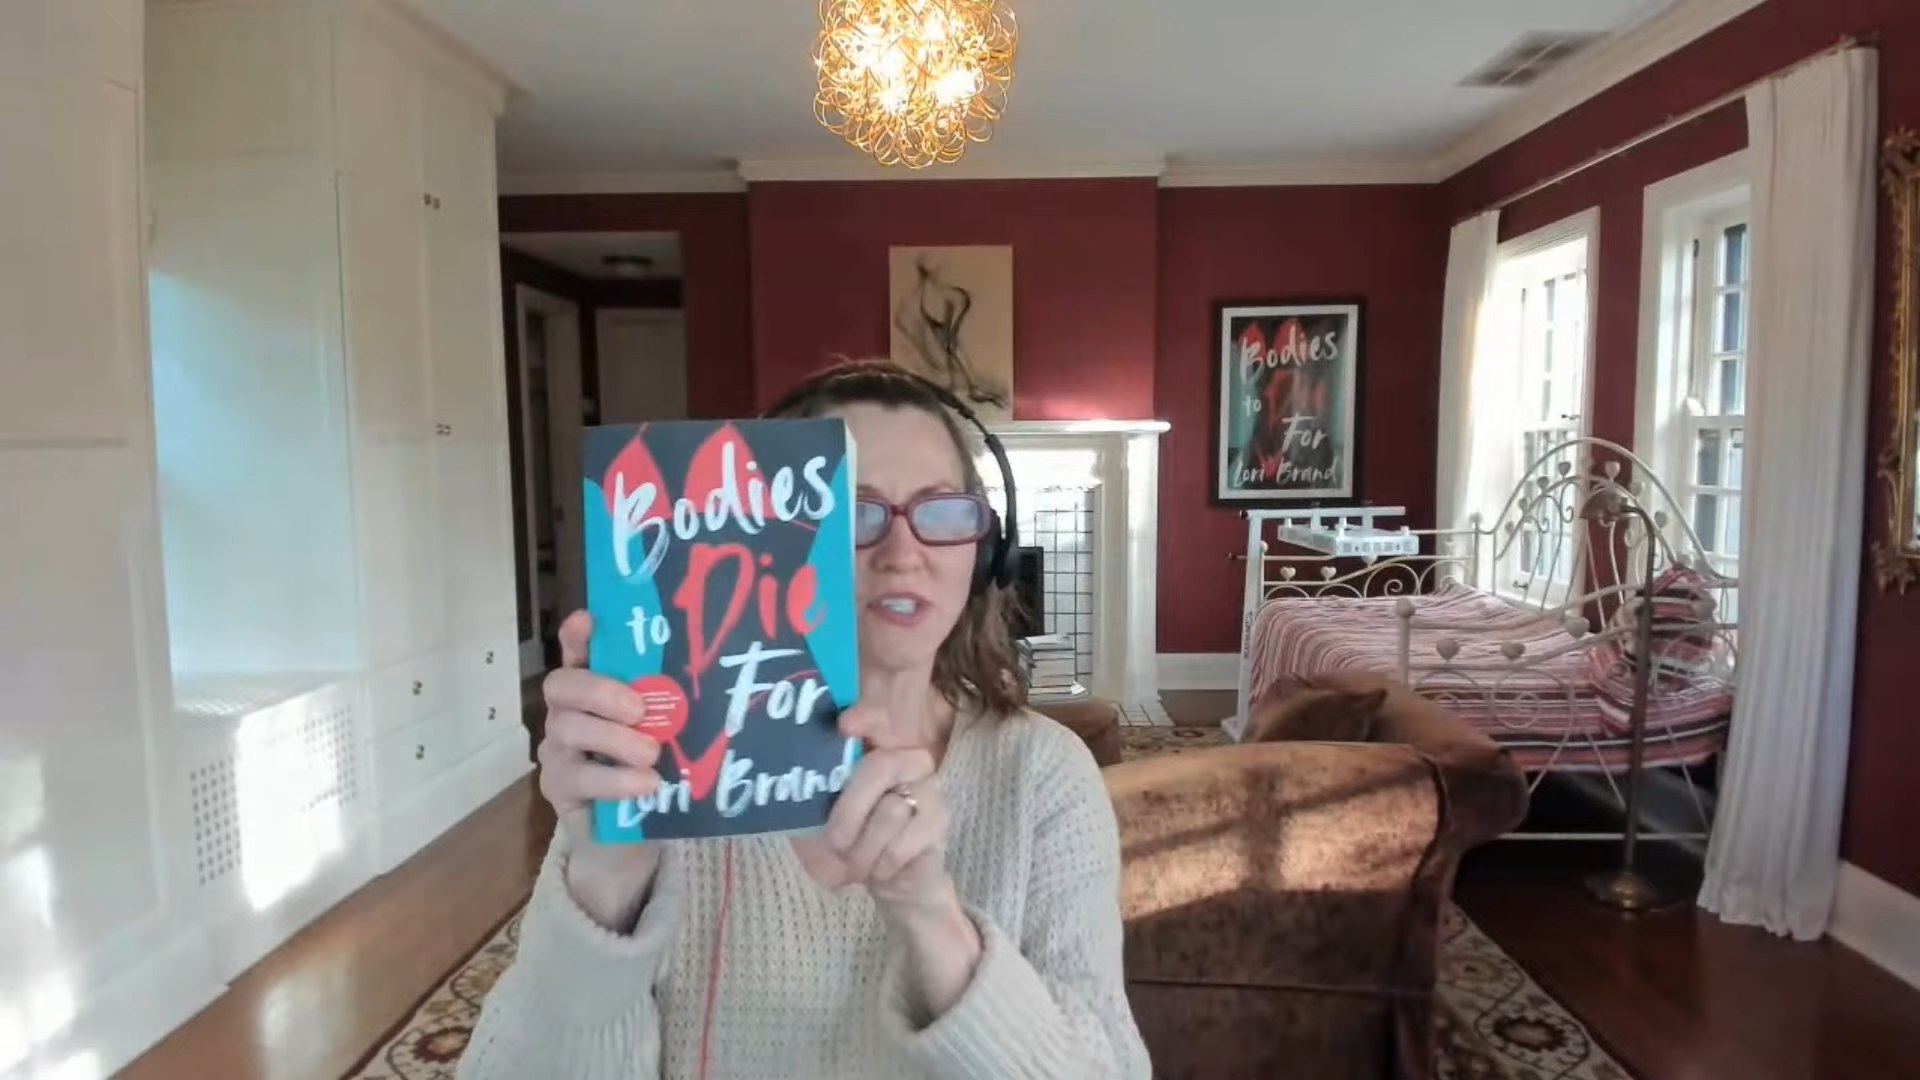 Bodies
to Die
For
Lori Brand
Bodies
to Die
For
Lori Brand